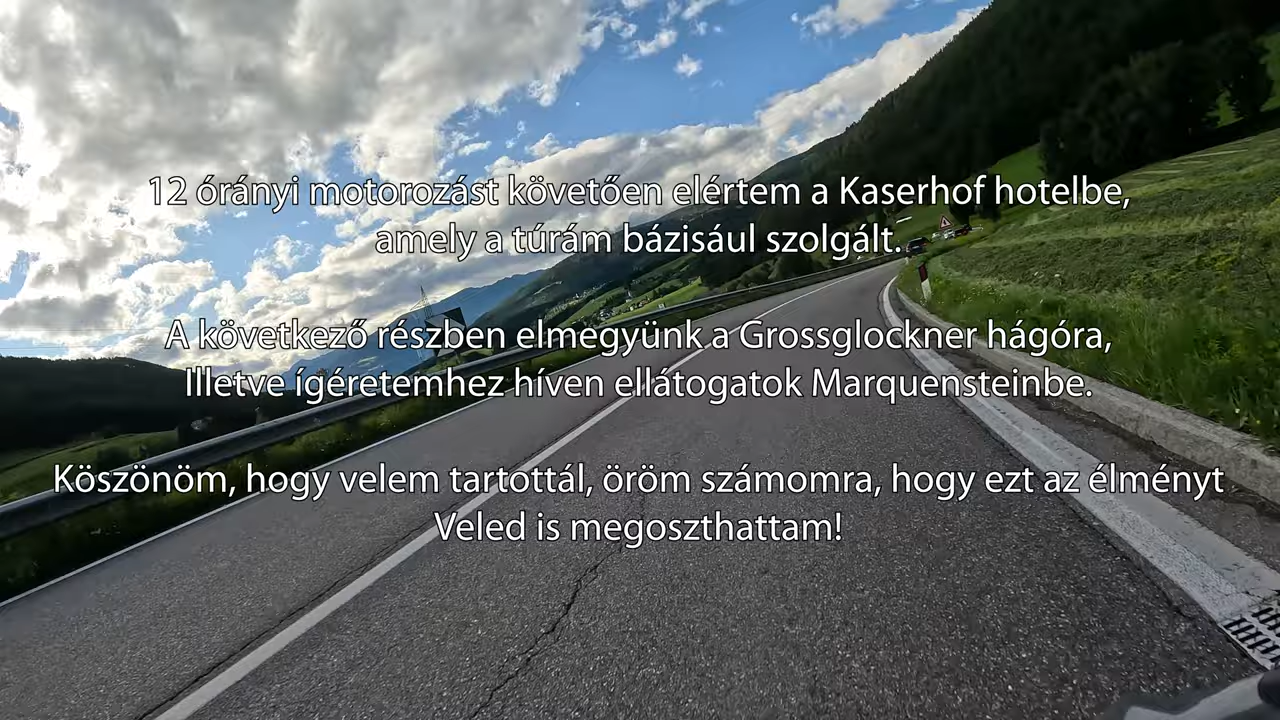 12 órányi motorozást követően elértem a Kaserhof hotelbe,
amely a túrám bázisául szolgált.
A következő részben elmegyünk a Grossglockner hágóra,
Illetve ígéretemhez híven ellátogatok Marquensteinbe.
Köszönöm, hogy velem tartottál, öröm számomra, hogy ezt az élményt
Veled is megoszthattam!